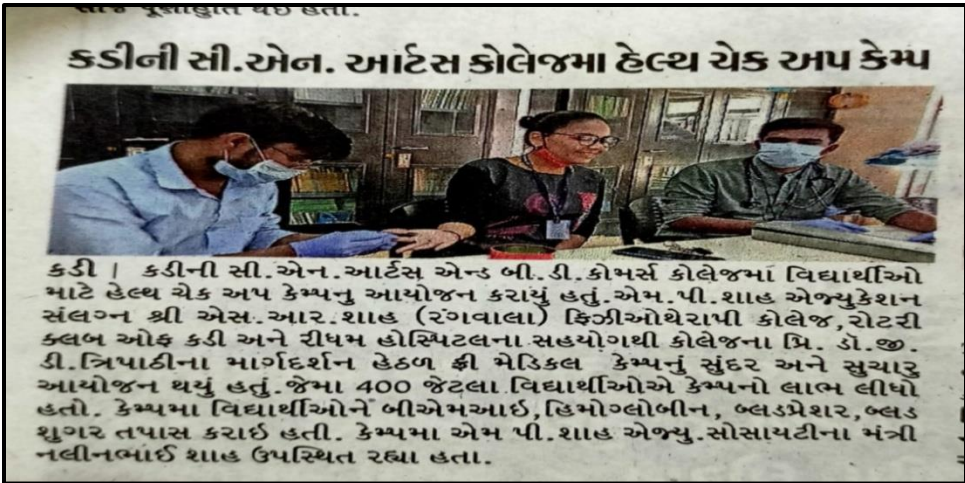 સાજ પૂર્ણાહુતિ થઇ હતી.
કડીની સી.એન. આર્ટસ કોલેજમા હેલ્થ ચેક અપ કેમ્પ
કડી | કડીની સી.એન.આર્ટસ એન્ડ બી.ડી.કોમર્સ કોલેજમાં વિદ્યાર્થીઓ
માટે હેલ્થ ચેક અપ કેમ્પનુ આયોજન કરાયું હતું.એમ.પી.શાહ એજ્યુકેશન
સંલગ્ન શ્રી એસ.આર.શાહ (રંગવાલા) ફિઝીઓથેરાપી કોલેજ,રોટરી
ક્લબ ઓફ કડી અને રીધમ હોસ્પિટલના સહયોગથી કોલેજના પ્રિ. ડૉ.જી.
ડી.ત્રિપાઠીના માર્ગદર્શન હેઠળ ફ્રી મેડિકલ કેમ્પનું સુંદર અને સુચારુ
આયોજન થયું હતું.જેમા 400 જેટલા વિદ્યાર્થીઓએ કેમ્પનો લાભ લીધો
હતો. કેમ્પમા વિદ્યાર્થીઓને બીએમઆઇ,હિમોગ્લોબીન, બ્લડપ્રેશર,બ્લડ
શુગર તપાસ કરાઇ હતી. કેમ્પમા એમ પી.શાહ એજ્યુ.સોસાયટીના મંત્રી
નલીનભાઈ શાહ ઉપસ્થિત રહ્યા હતા.